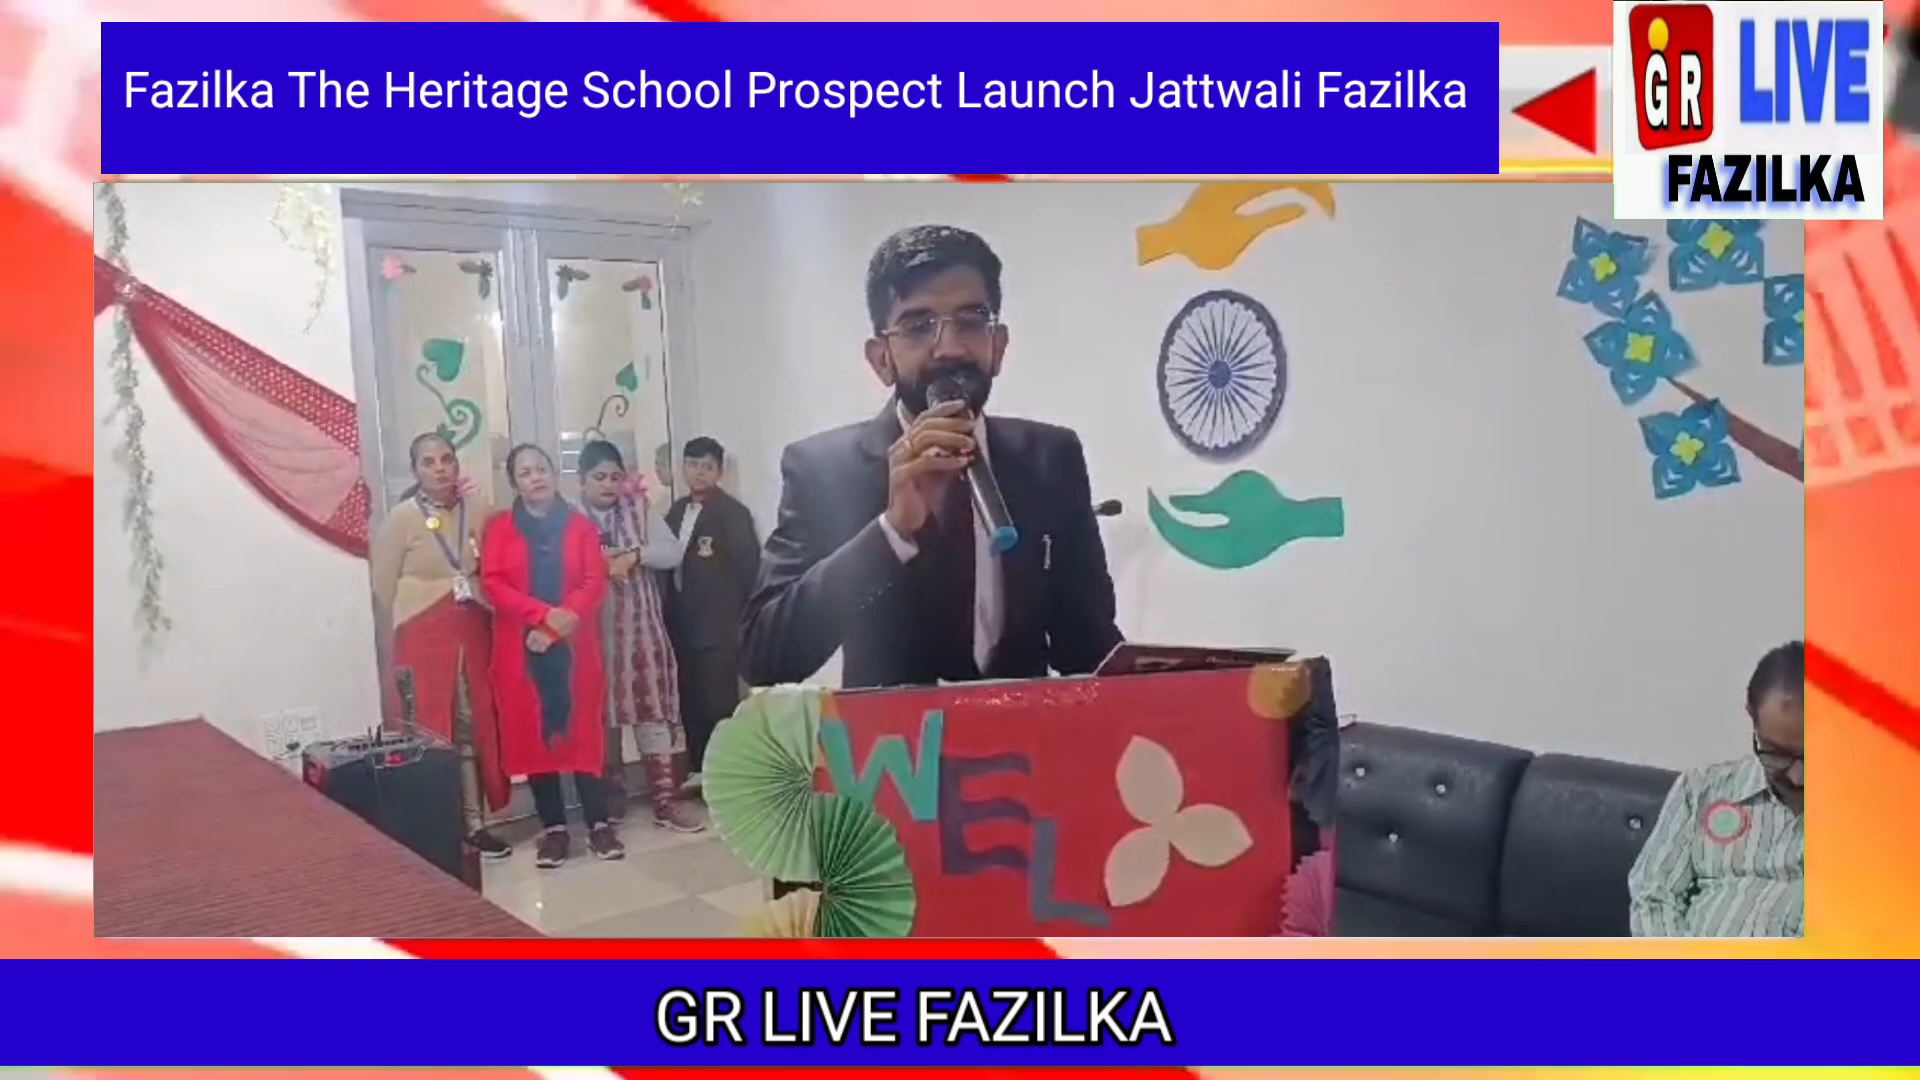 Fazilka The Heritage School Prospect Launch Jattwali Fazilka
GR LIVE
FAZILKA
WEL
GR LIVE FAZILKA